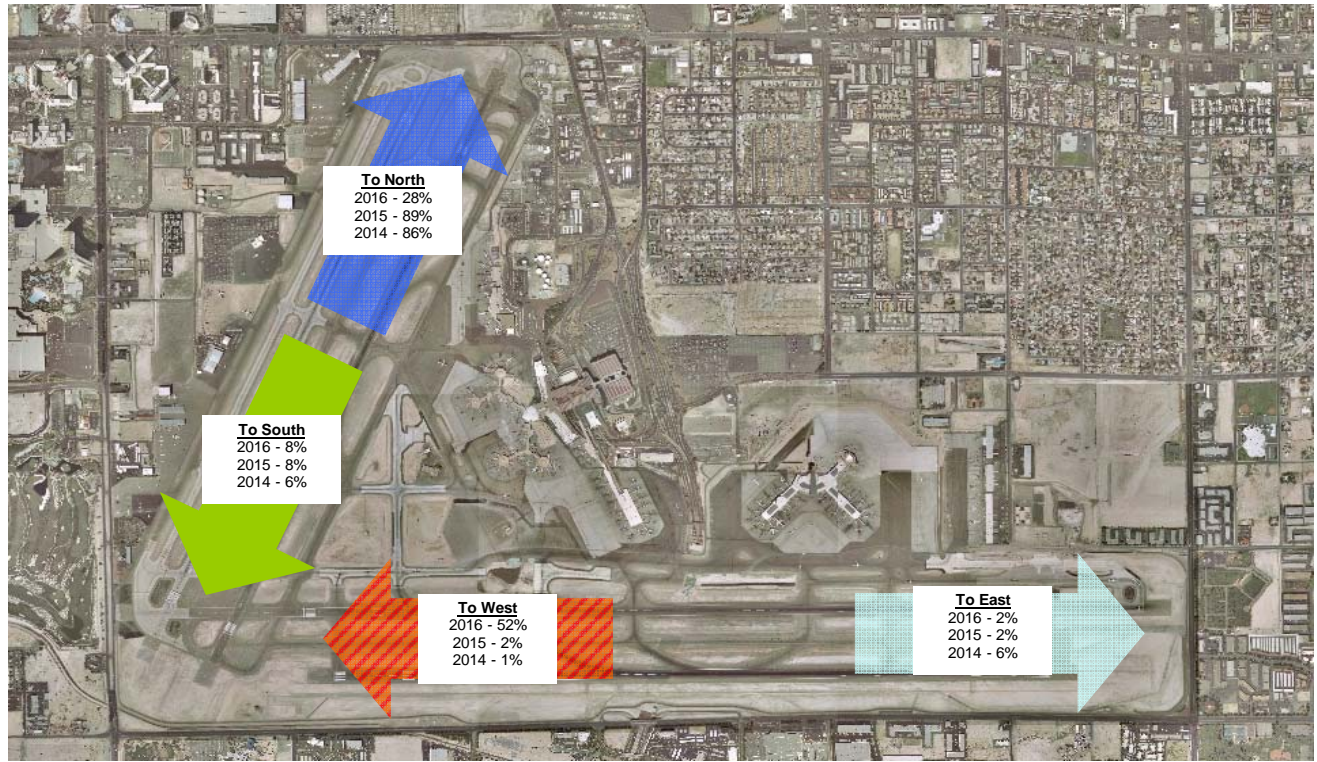 To North
2016 - 28%
2015 - 89%
2014 - 86%
To South
2016 - 8%
2015 - 8%
2014 - 6%
To West
2016 - 52%
2015 - 2%
2014 - 1%
To East
2016 - 2%
2015 - 2%
2014 - 6%